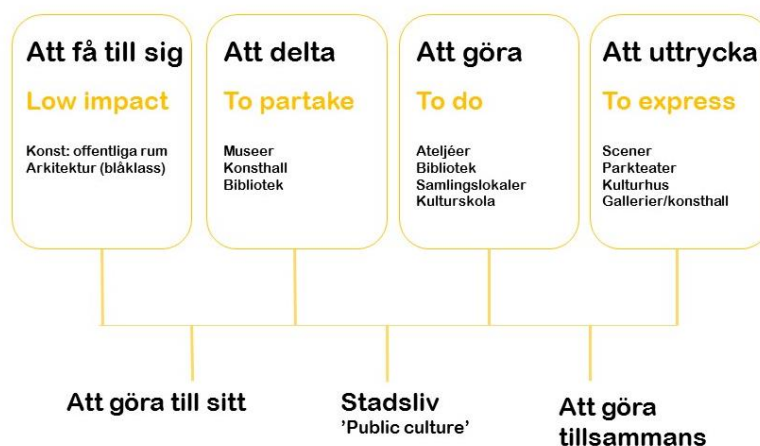 Att få till sig
Low impact
Konst: offentliga rum
Arkitektur (blåklass)
Att delta
To partake
Museer
Konsthall
Bibliotek
Att göra
To do
Ateljéer
Bibliotek
Samlingslokaler
Kulturskola
Att uttrycka
To express
Scener
Parkteater
Kulturhus
Gallerier/konsthall
Att göra till sitt
Stadsliv
’Public culture’
Att göra
tillsammans